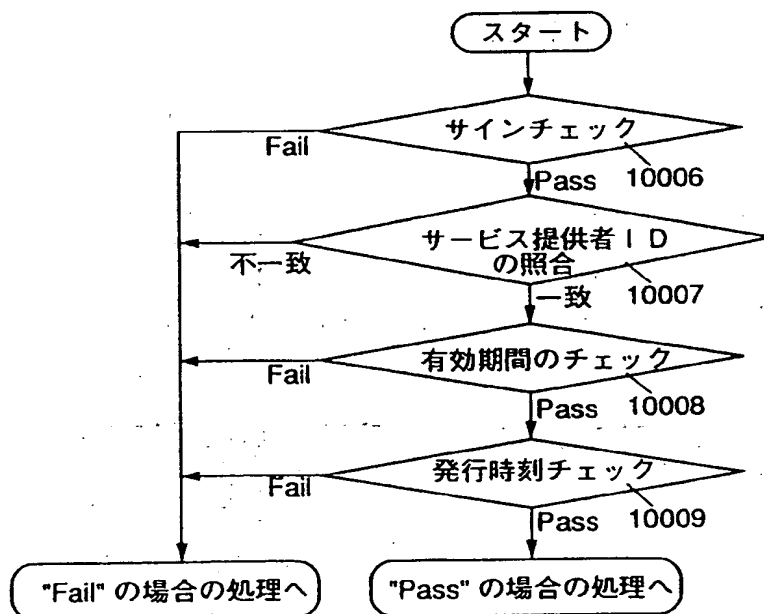 スタート
サインチェック
Fail
Pass
10006
サービス提供者ID
の照合
不一致
一致
10007
有効期間のチェック
Fail
Pass
10008
発行時刻チェック
Fail
Pass
10009
"Fail" の場合の処理へ
"Pass" の場合の処理へ